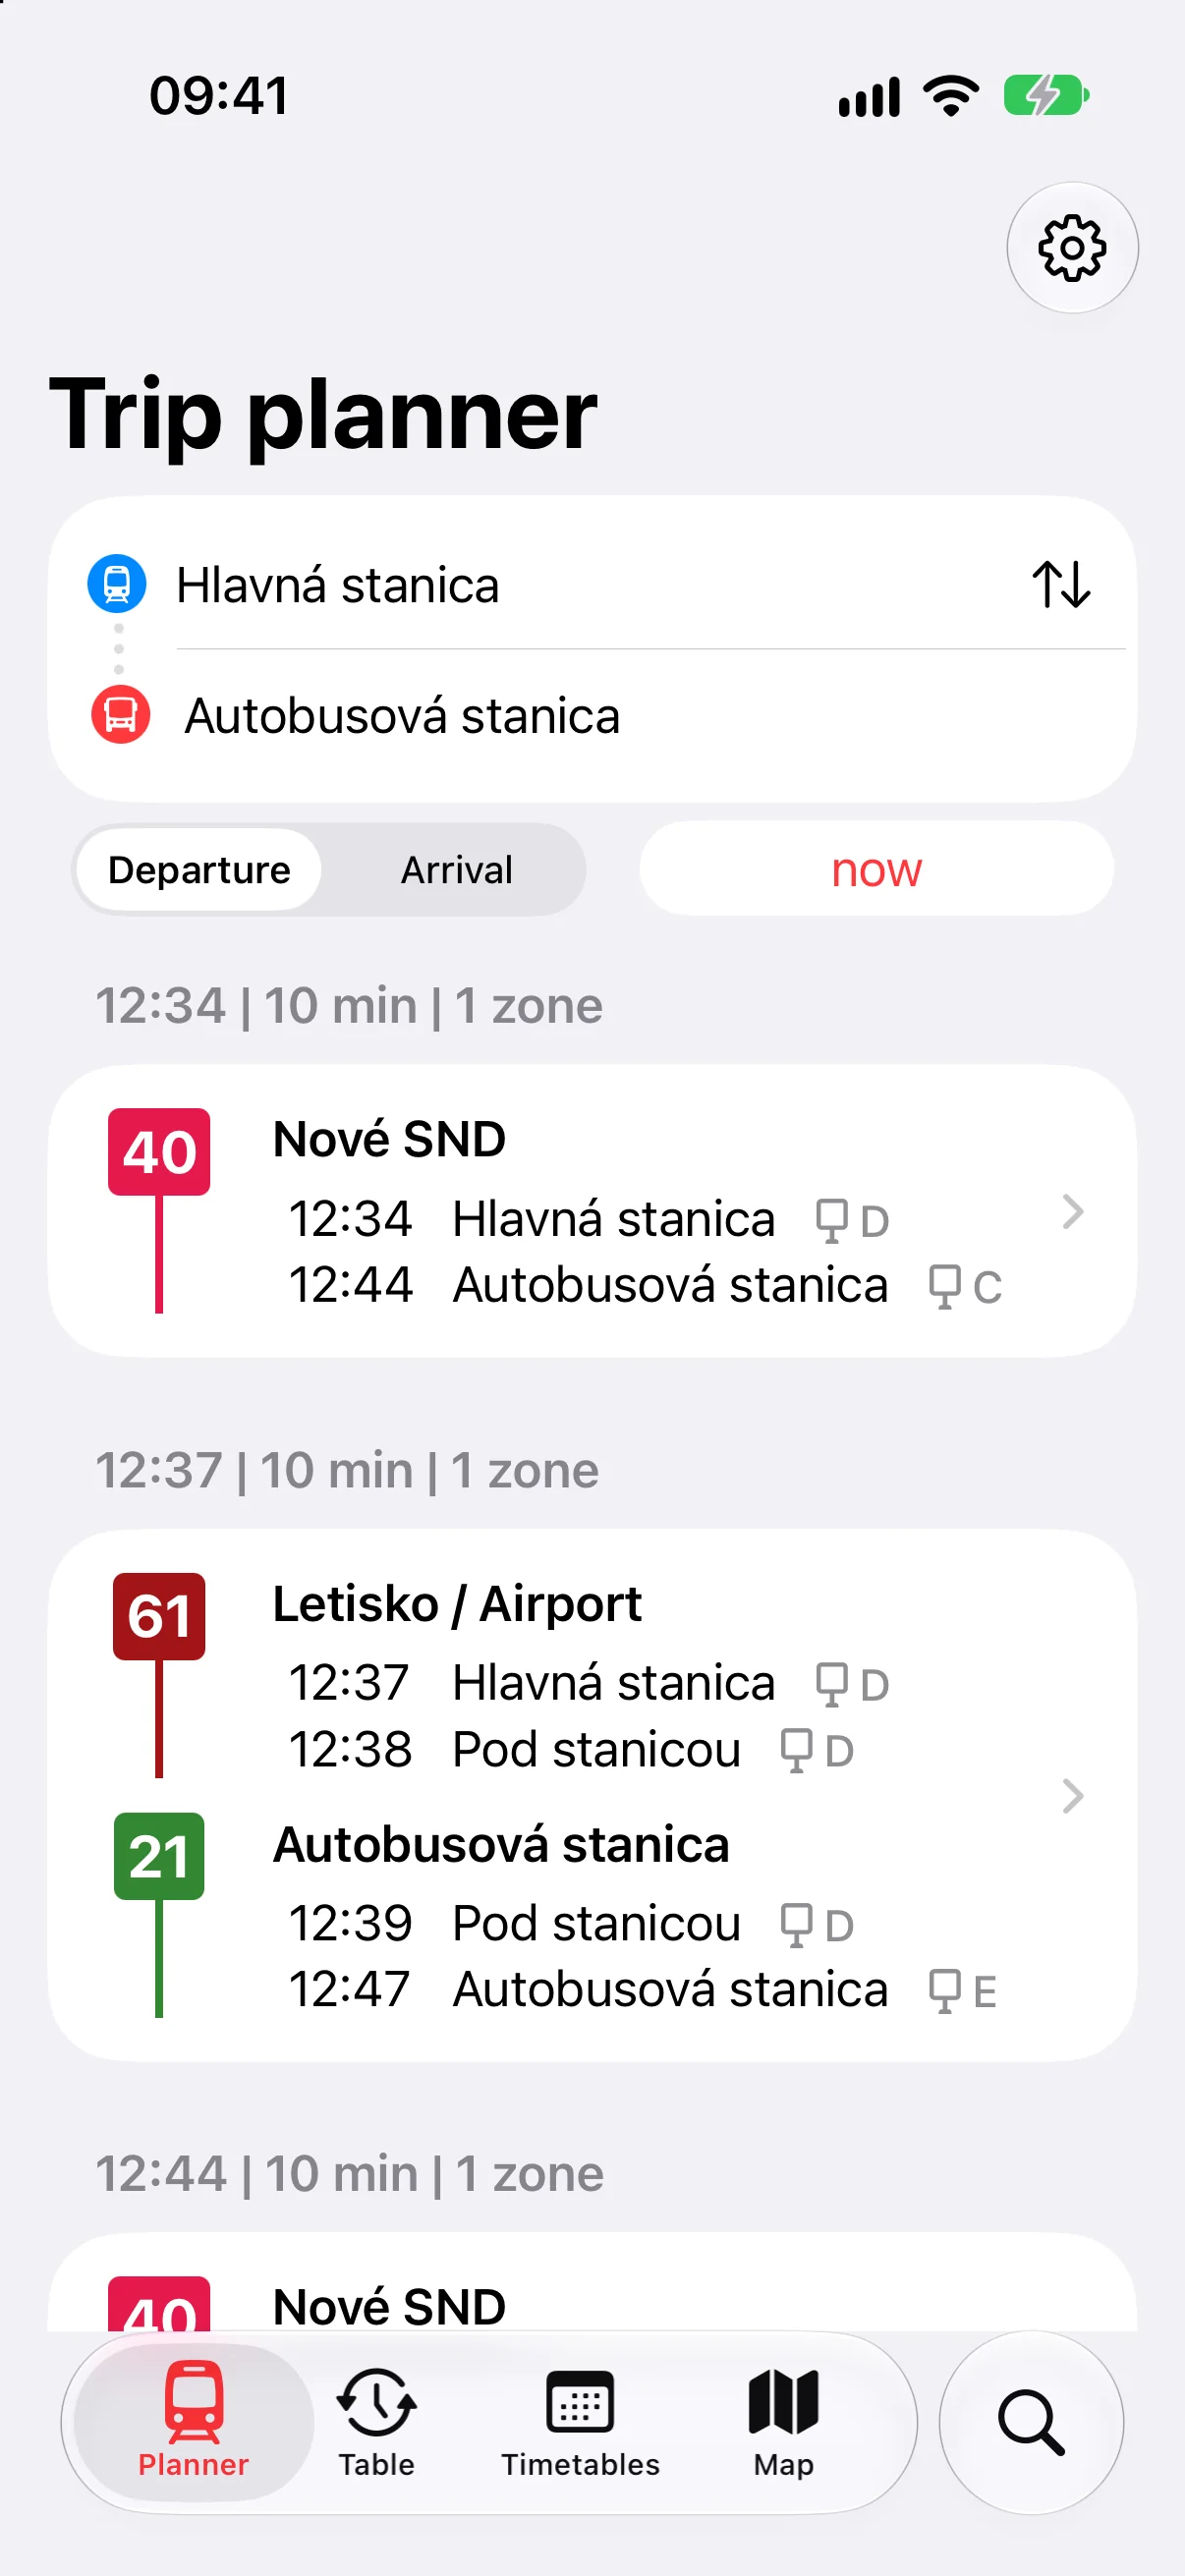 09:41
Trip planner
Hlavná stanica
Autobusová stanica
Departure Arrival now
12:34 | 10 min | 1 zone
40 Nové SND
12:34 Hlavná stanica D
12:44 Autobusová stanica C
12:37 | 10 min | 1 zone
61 Letisko / Airport
12:37 Hlavná stanica D
12:38 Pod stanicou D
21 Autobusová stanica
12:39 Pod stanicou D
12:47 Autobusová stanica E
12:44 | 10 min | 1 zone
40 Nové SND
Planner Table Timetables Map